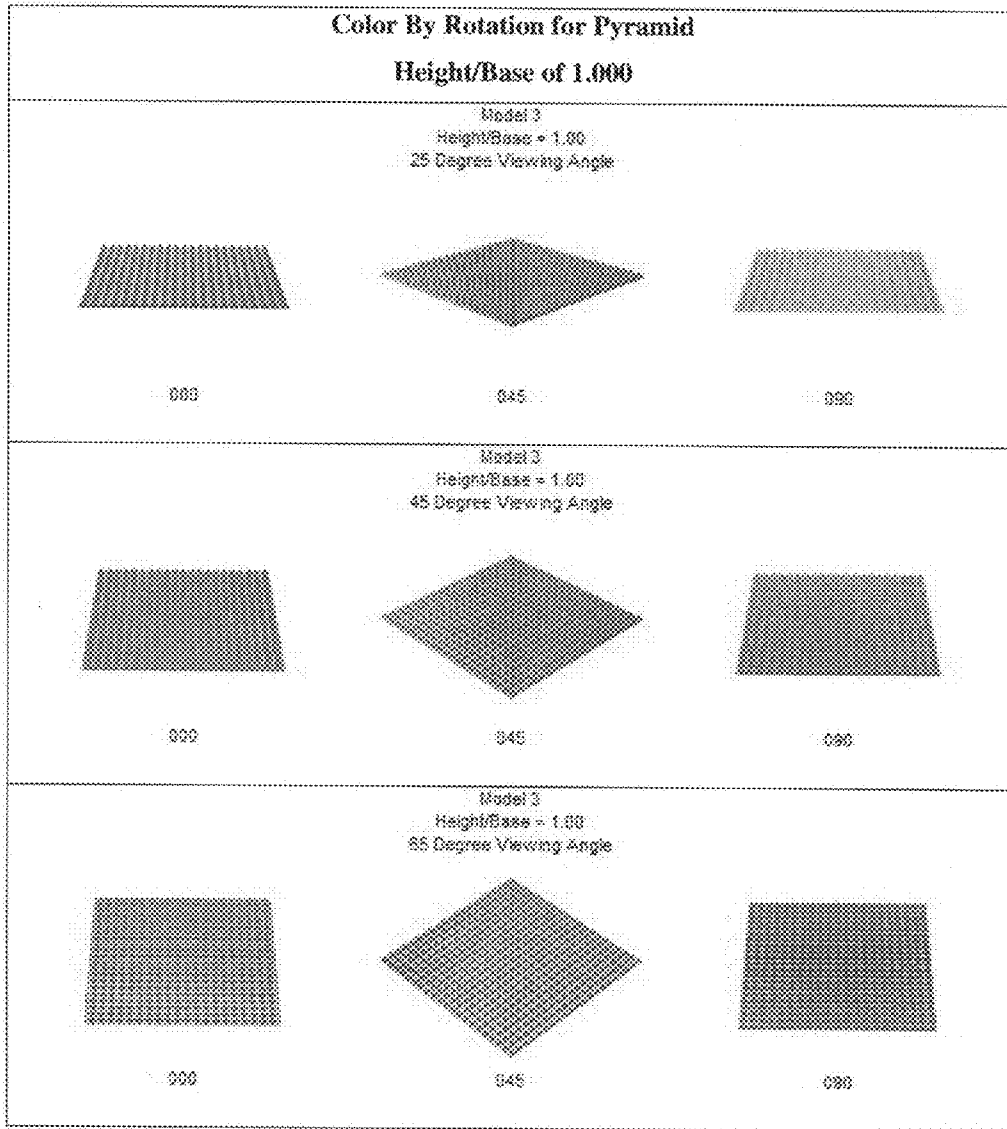 Color By Rotation for Pyramid
Height/Base of 1.000
Model 3
Height/Base = 1.00
25 Degree Viewing Angle
000 045 090
Model 3
Height/Base = 1.00
45 Degree Viewing Angle
000 045 090
Model 3
Height/Base = 1.00
65 Degree Viewing Angle
000 045 090